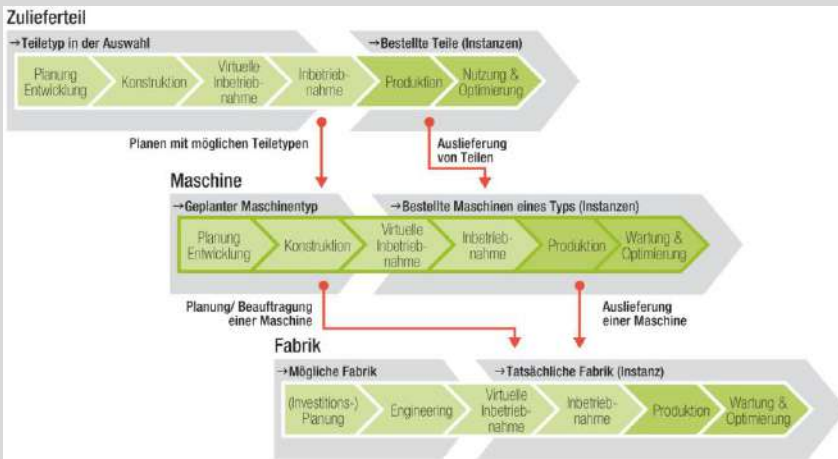 Zulieferteil
→Teiletyp in der Auswahl
→Bestellte Teile (Instanzen)
Planung
Entwicklung
Konstruktion
Virtuelle
Inbetrieb-
nahme
Inbetrieb-
nahme
Produktion
Nutzung &
Optimierung
Planen mit möglichen Teiletypen
Auslieferung
von Teilen
Maschine
→Geplanter Maschinentyp
→Bestellte Maschinen eines Typs (Instanzen)
Planung
Entwicklung
Konstruktion
Virtuelle
Inbetrieb-
nahme
Inbetrieb-
nahme
Produktion
Wartung &
Optimierung
Planung/ Beauftragung
einer Maschine
Auslieferung
einer Maschine
Fabrik
→Mögliche Fabrik
→Tatsächliche Fabrik (Instanz)
(Investitions-)
Planung
Engineering
Virtuelle
Inbetrieb-
nahme
Inbetrieb-
nahme
Produktion
Wartung &
Optimierung